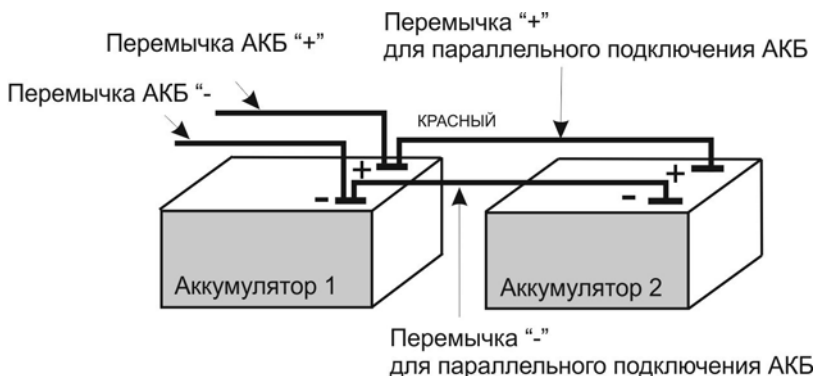 Перемычка “+”
для параллельного подключения АКБ
Перемычка АКБ “+”
Перемычка АКБ “-
КРАСНЫЙ
+
-
+
-
Аккумулятор 1
Аккумулятор 2
Перемычка “-”
для параллельного подключения АКБ